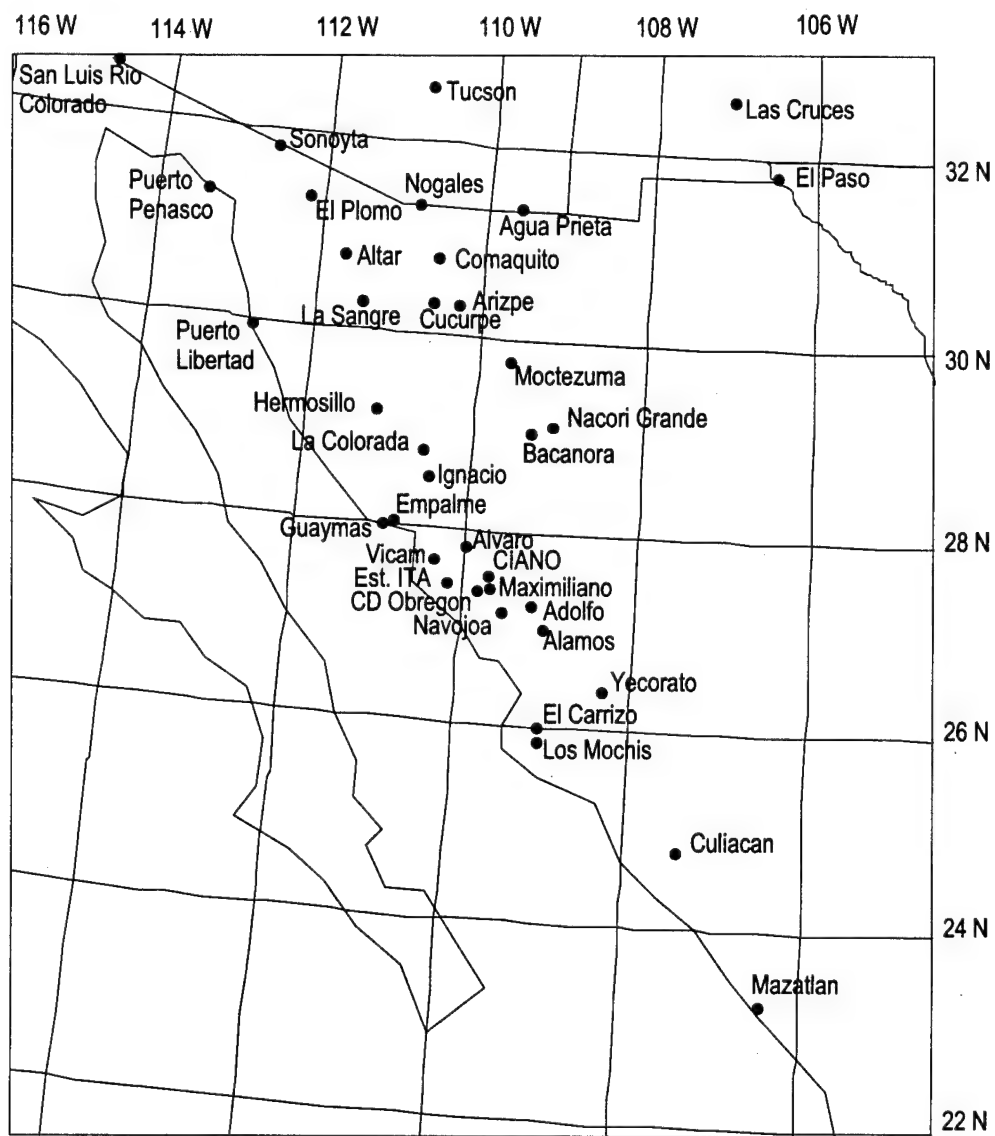 116 W 114 W 112 W 110 W 108 W 106 W
San Luis Rio
Colorado
Tucson
Las Cruces
Sonoyta
32 N
Puerto
Penasco
El Plomo
Nogales
El Paso
Agua Prieta
Altar
Comaquito
La Sangre
Cucurpe
Arizpe
Puerto
Libertad
30 N
Moctezuma
Hermosillo
Nacori Grande
La Colorada
Bacanora
Ignacio
Empalme
Guaymas
Alvaro
28 N
Vicam
CIANO
Est. ITA
Maximiliano
CD Obregon
Adolfo
Navojoa
Alamos
Yecorato
El Carrizo
26 N
Los Mochis
Culiacan
24 N
Mazatlan
22 N